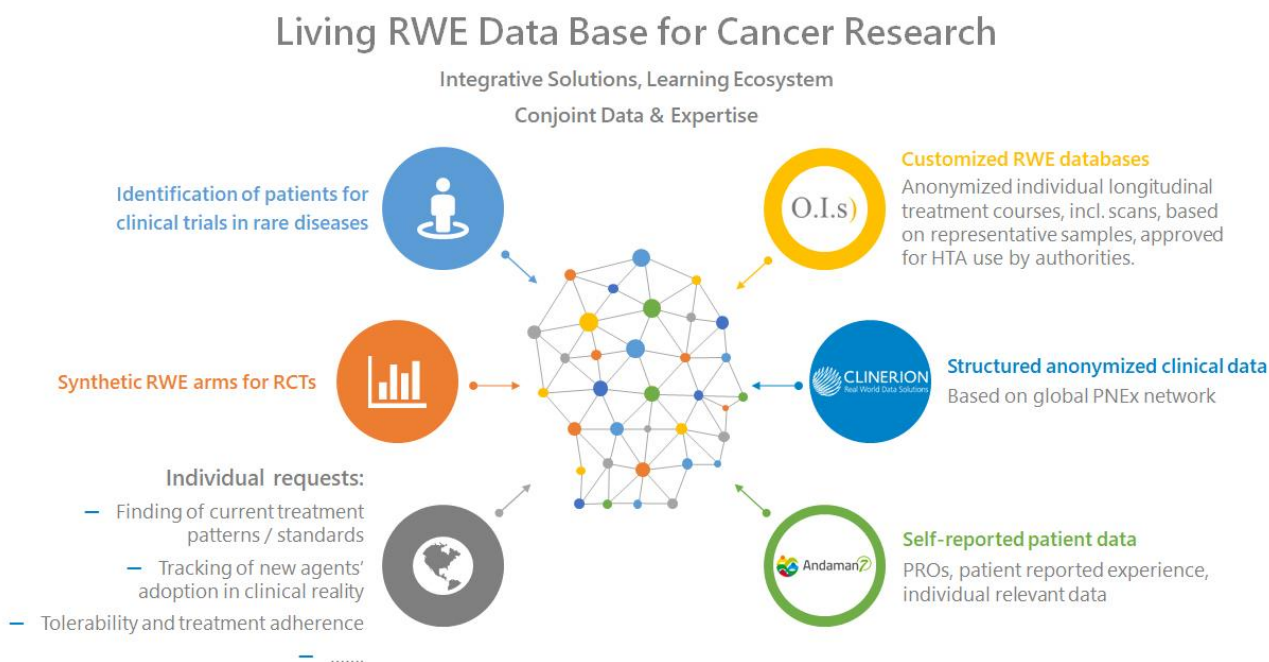 Living RWE Data Base for Cancer Research
Integrative Solutions, Learning Ecosystem
Conjoint Data & Expertise
Identification of patients for
clinical trials in rare diseases
Synthetic RWE arms for RCTs
Individual requests:
— Finding of current treatment
patterns / standards
— Tracking of new agents’
adoption in clinical reality
— Tolerability and treatment adherence
— .......
O.I.s)
Customized RWE databases
Anonymized individual longitudinal
treatment courses, incl. scans, based
on representative samples, approved
for HTA use by authorities.
CLINERION
Real World Data Solutions
Structured anonymized clinical data
Based on global PNEx network
Andaman7
Self-reported patient data
PROs, patient reported experience,
individual relevant data